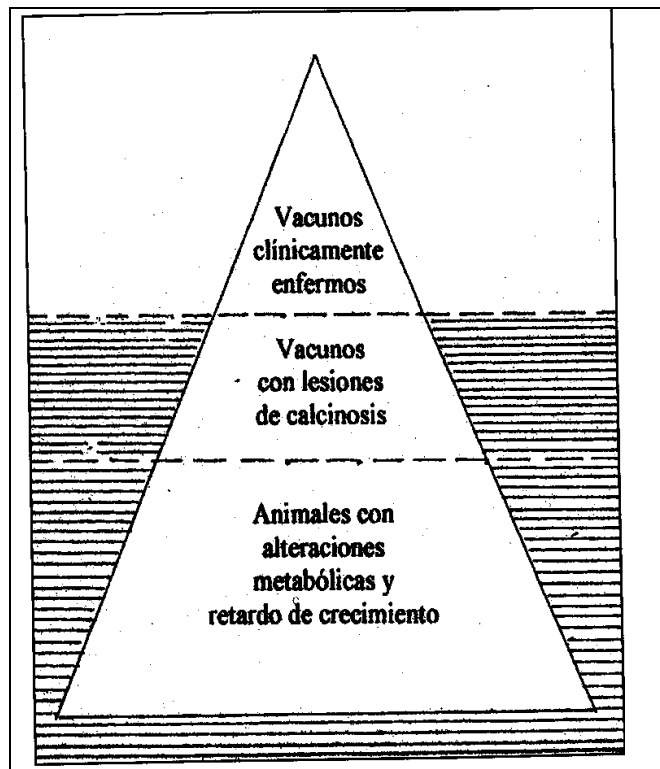 Vacunos
clínicamente
enfermos
Vacunos
con lesiones
de calcinosis
Animales con
alteraciones
metabólicas y
retardo de crecimiento